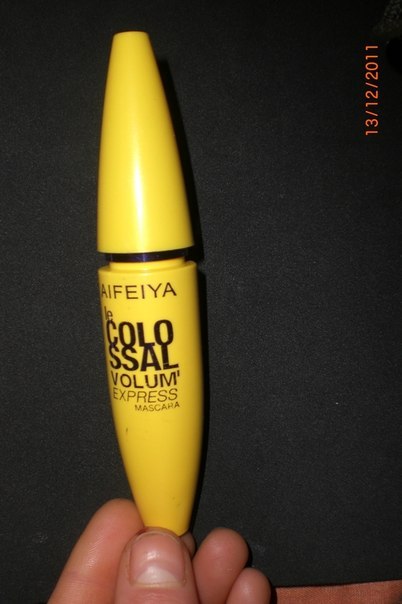 AIFEIYA
le
COLO
SSAL
VOLUM'
EXPRESS
MASCARA
13/12/2011